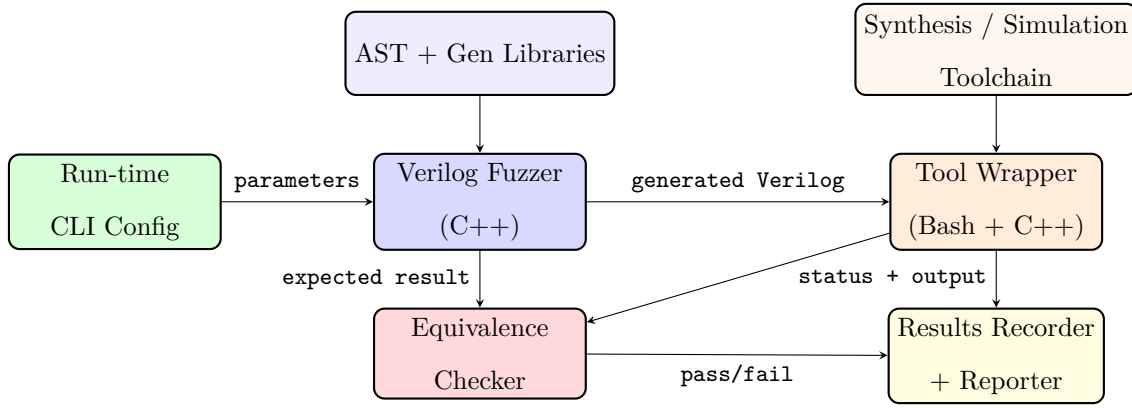 AST + Gen Libraries
Synthesis / Simulation
Toolchain
Run-time
CLI Config
parameters
Verilog Fuzzer
(C++)
generated Verilog
Tool Wrapper
(Bash + C++)
expected result
status + output
Equivalence
Checker
pass/fail
Results Recorder
+ Reporter